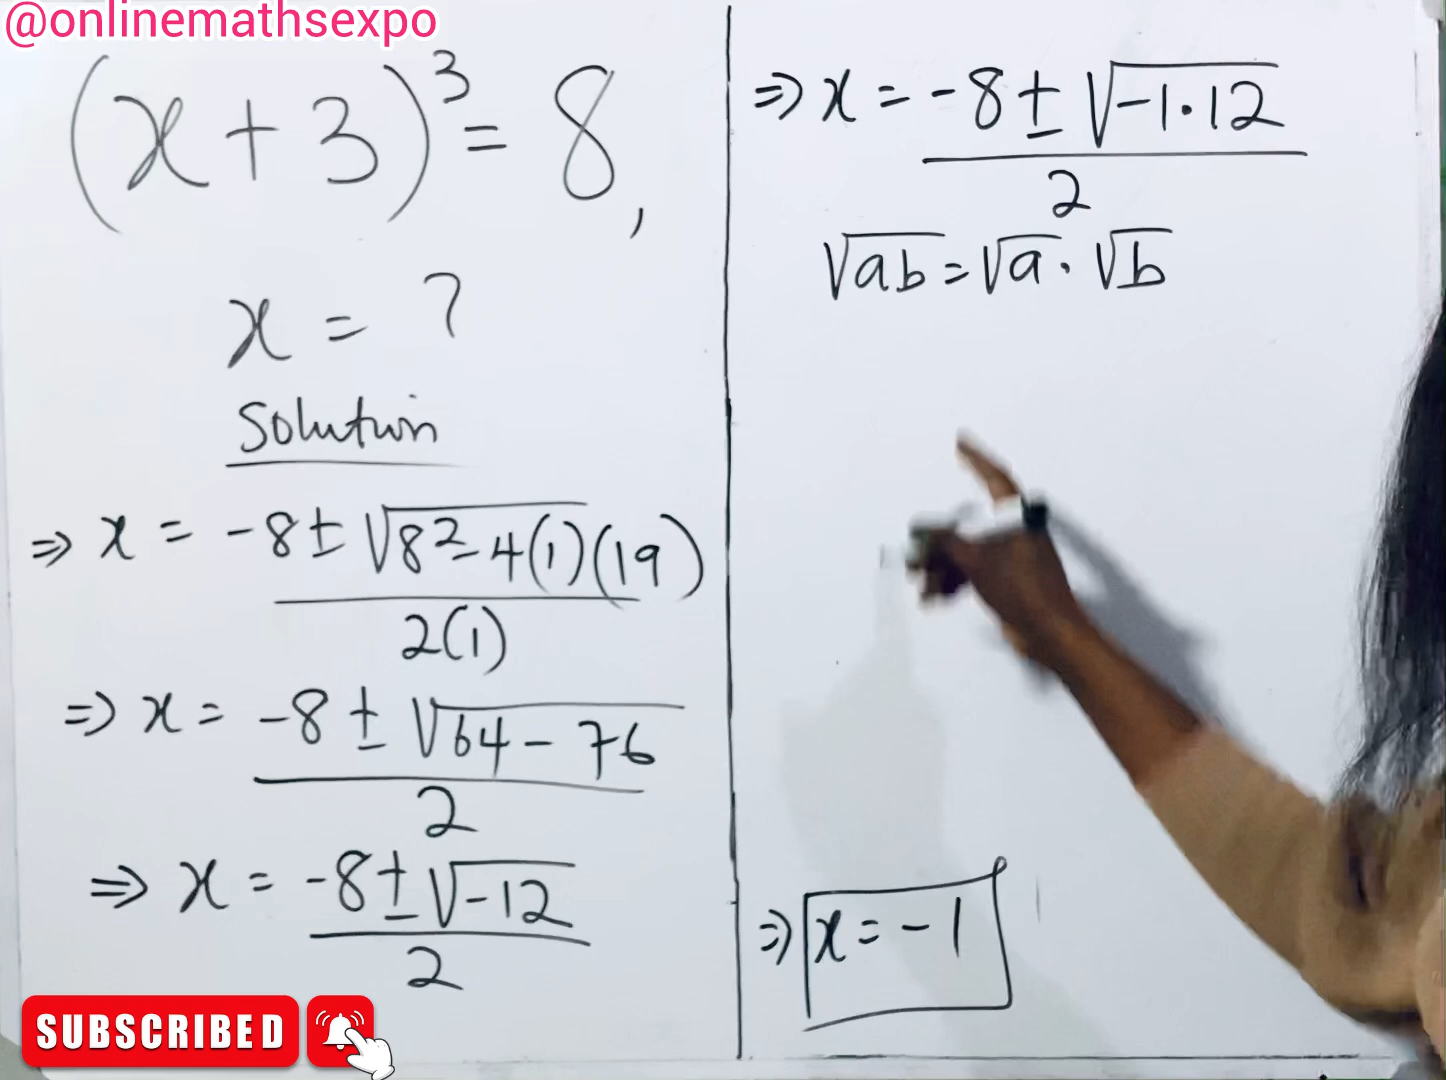 @onlinemathsexpo
(x+3)³=8,
x = ?
Solution
⇒ x = -8±√8²-4(1)(19)
2(1)
⇒ x = -8±√64-76
2
⇒ x = -8±√-12
2
⇒ x = -8±√-1·12
2
√ab=√a·√b
⇒ x=-1
SUBSCRIBED